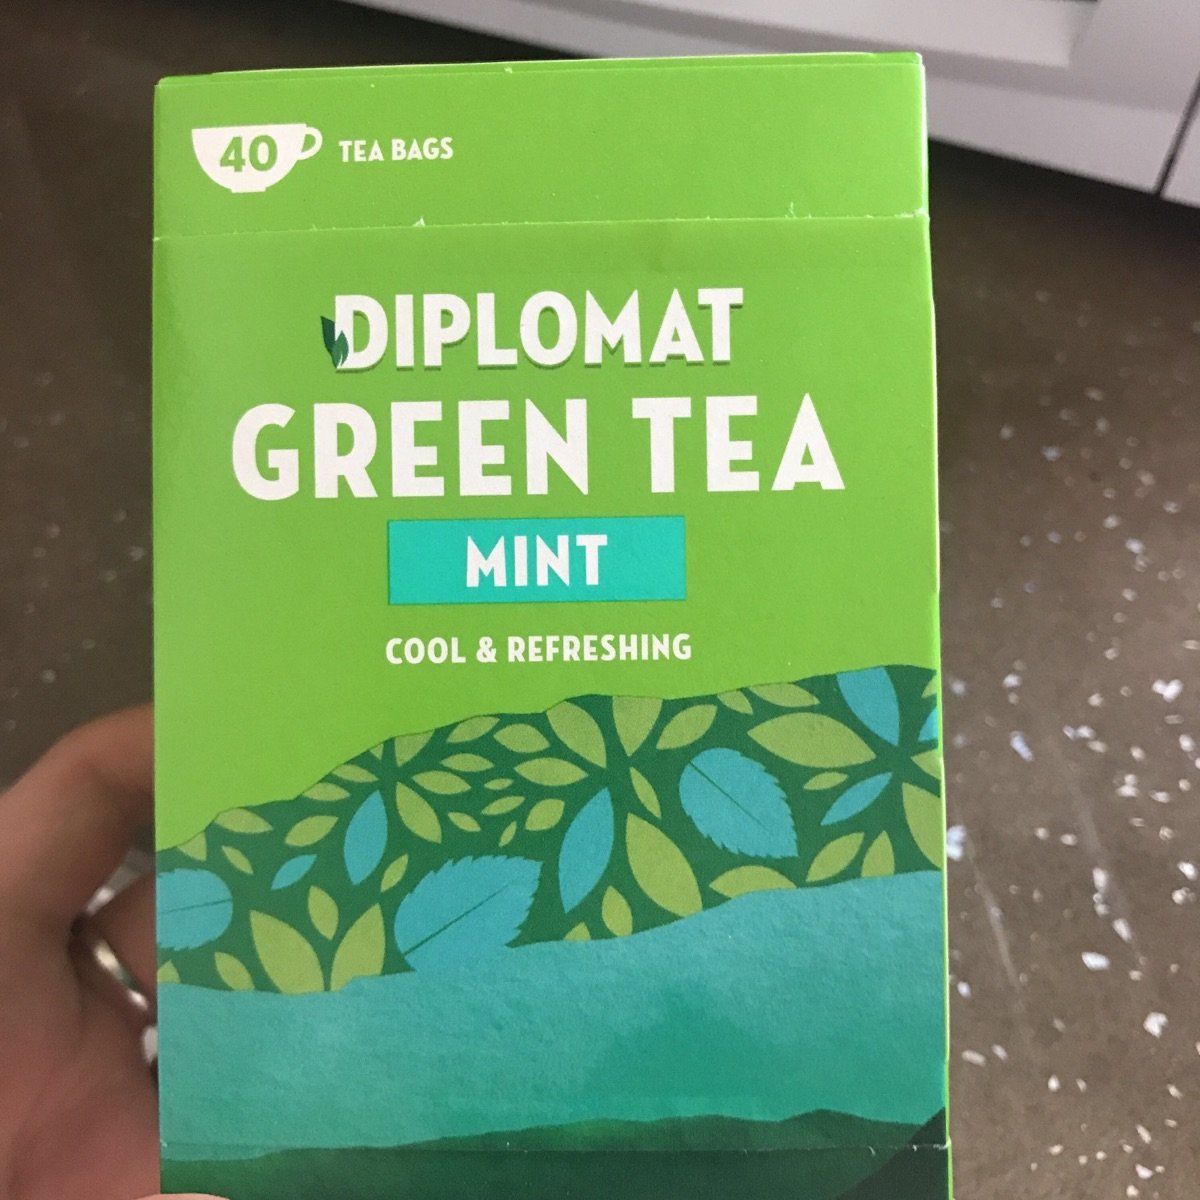 40 TEA BAGS
DIPLOMAT
GREEN TEA
MINT
COOL & REFRESHING